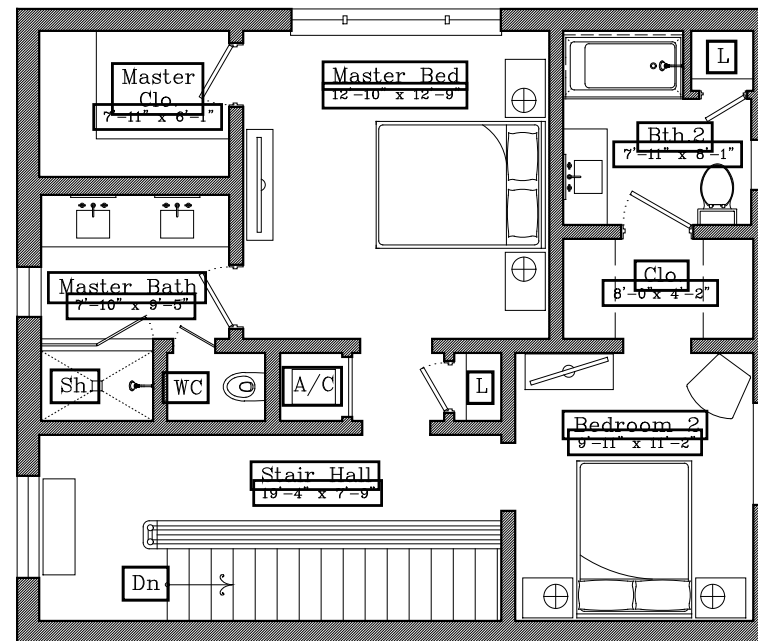 Master
Clo.
7'-11" x 6'-1"
Master Bed
12'-10" x 12'-9"
L
Bth.2
7'-11" x 8'-1"
Master Bath
7'-10" x 9'-5"
Clo.
8'-0"x 4'-2"
Sh.
WC
A/C
L
Bedroom 2
9'-11" x 11'-2"
Stair Hall
19'-4" x 7'-9"
Dn